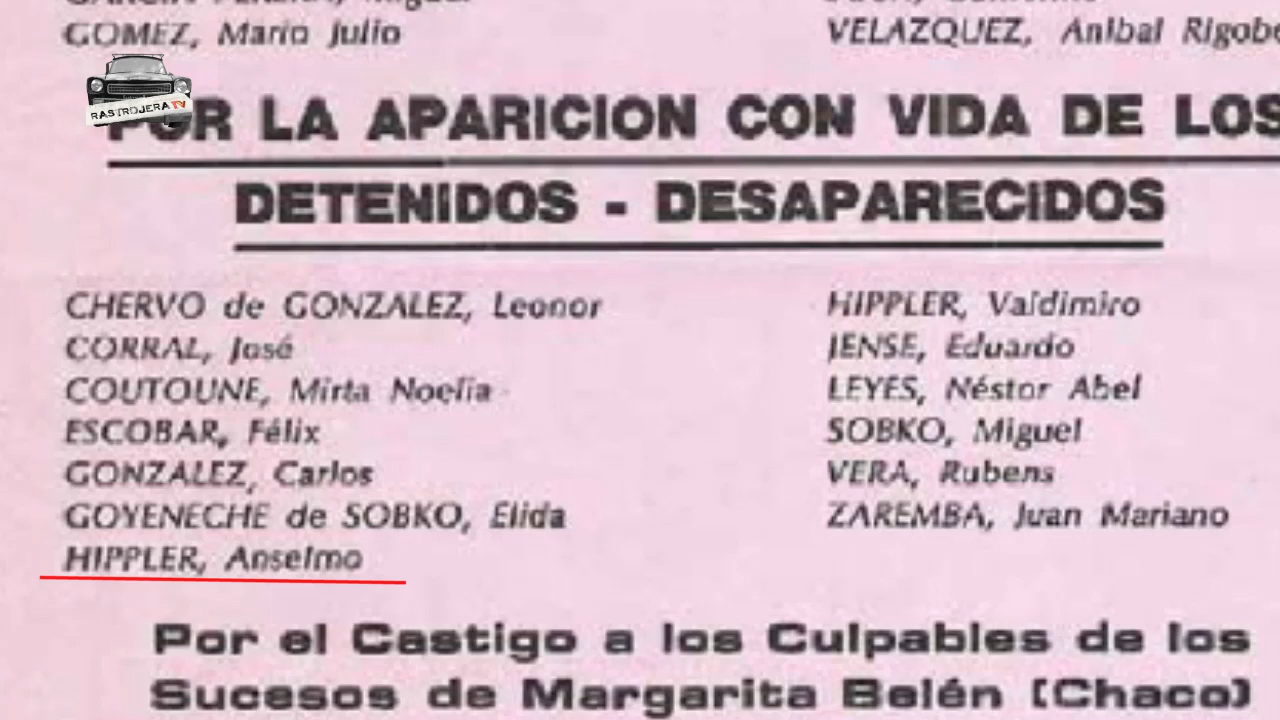 GOMEZ, Mario Julio
VELAZQUEZ, Anibal
RASTROJERA TV
POR LA APARICION CON VIDA DE LOS
DETENIDOS - DESAPARECIDOS
CHERVO de GONZALEZ, Leonor
CORRAL, José
COUTOUNE, Mirta Noelia
ESCOBAR, Félix
GONZALEZ, Carlos
GOYENECHE de SOBKO, Elida
HIPPLER, Anselmo
HIPPLER, Valdimiro
JENSE, Eduardo
LEYES, Néstor Abel
SOBKO, Miguel
VERA, Rubens
ZAREMBA, Juan Mariano
Por el Castigo a los Culpables de los
Sucesos de Margarita Belén (Chaco)